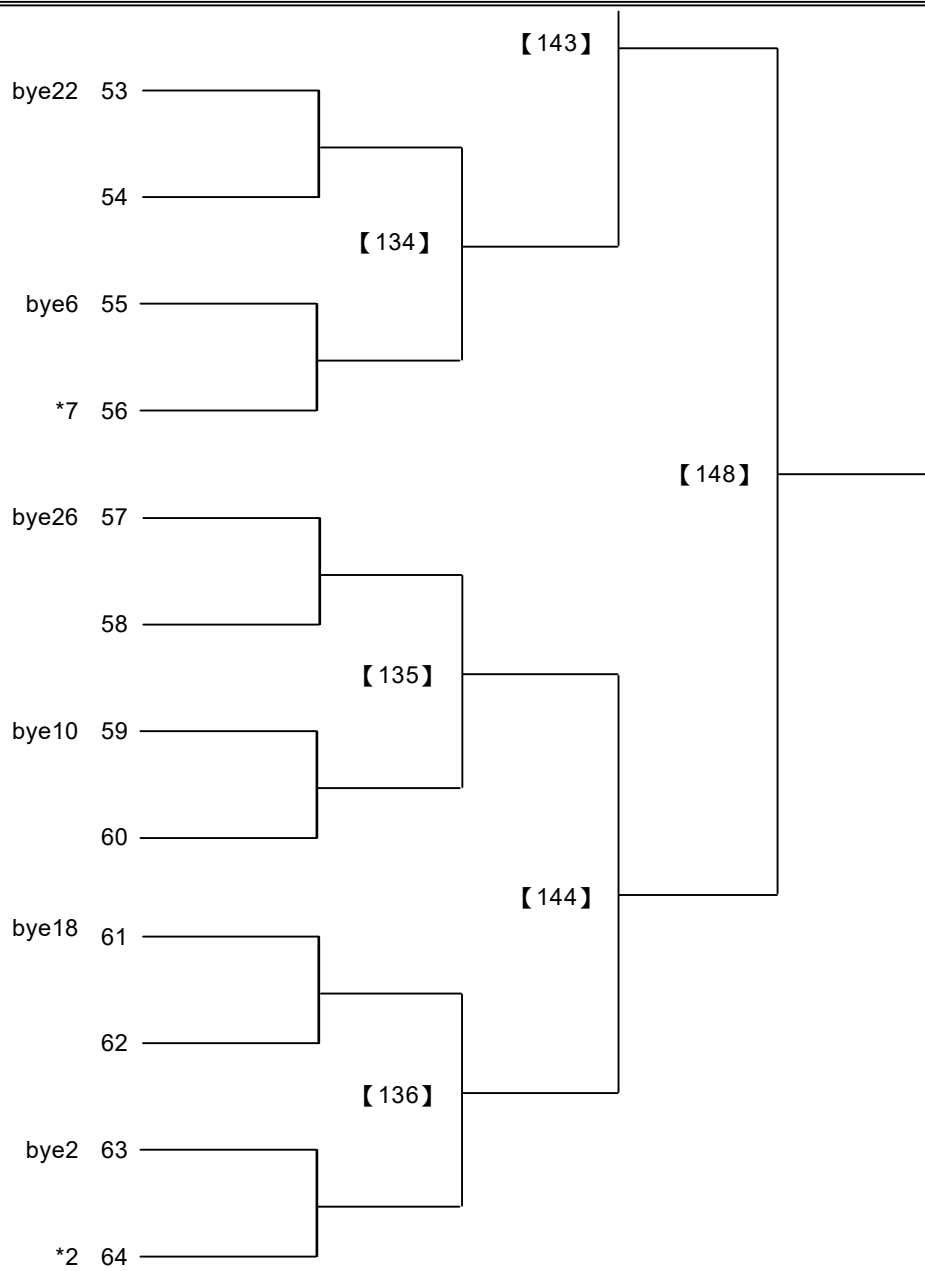 【143】
bye22 53
54
【134】
bye6 55
*7 56
【148】
bye26 57
58
【135】
bye10 59
60
【144】
bye18 61
62
【136】
bye2 63
*2 64